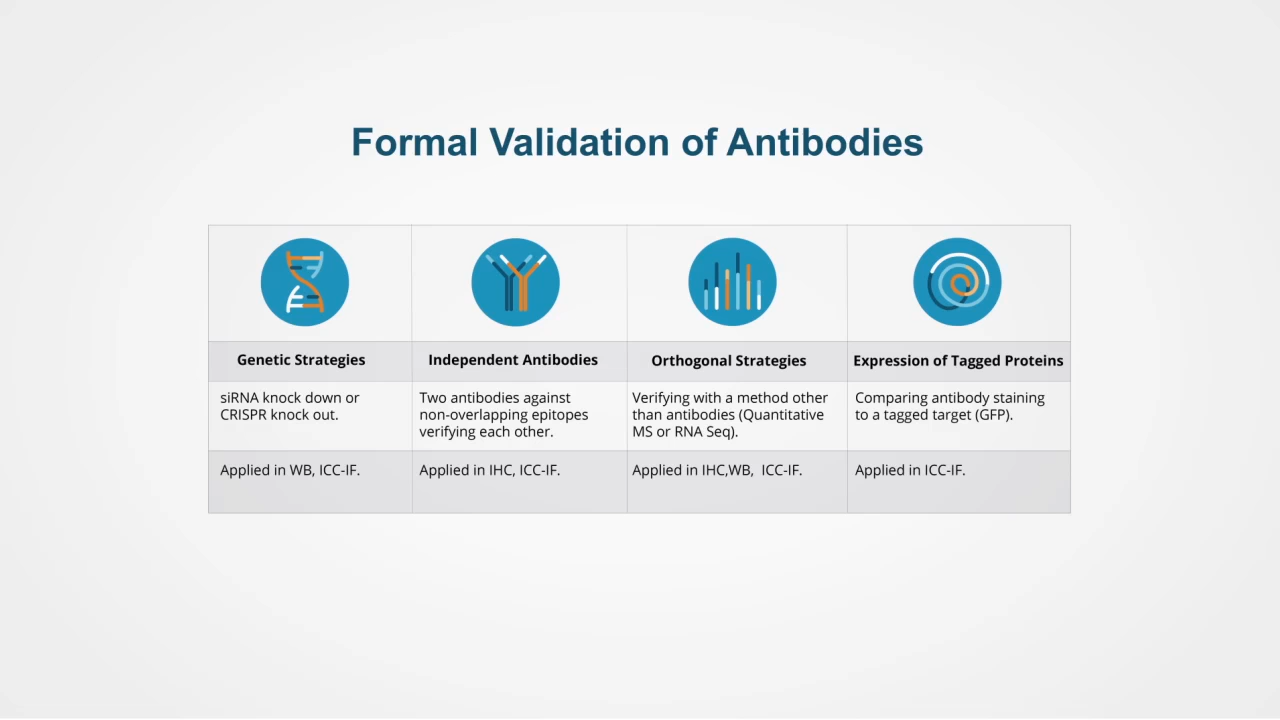 Formal Validation of Antibodies
Genetic Strategies
Independent Antibodies
Orthogonal Strategies
Expression of Tagged Proteins
siRNA knock down or
CRISPR knock out.
Two antibodies against
non-overlapping epitopes
verifying each other.
Verifying with a method other
than antibodies (Quantitative
MS or RNA Seq).
Comparing antibody staining
to a tagged target (GFP).
Applied in WB, ICC-IF.
Applied in IHC, ICC-IF.
Applied in IHC,WB,  ICC-IF.
Applied in ICC-IF.